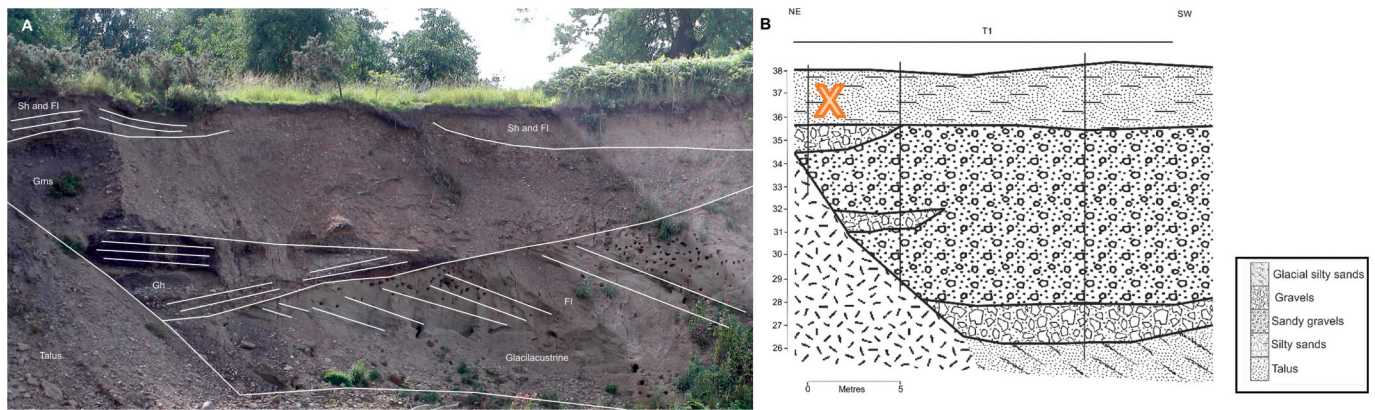 A
Sh and Fl
Sh and Fl
Gms
Gh
Fl
Talus
Glacilacustrine
B
NE
SW
T1
38
37
X
36
34
33
32
31
30
29
28
27
26
0 Metres 5
Glacial silty sands
Gravels
Sandy gravels
Silty sands
Talus